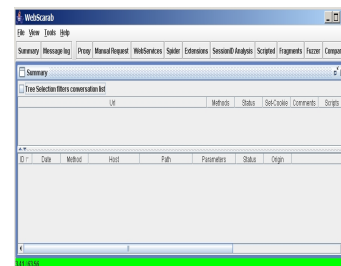 WebScarab
File View Tools Help
Summary Message log Proxy Manual Request WebServices Spider Extensions SessionID Analysis Scripted Fragments Fuzzer Compar
Summary
Tree Selection filters conversation list
Url Methods Status Set-Cookie Comments Scripts
ID Date Method Host Path Parameters Status Origin